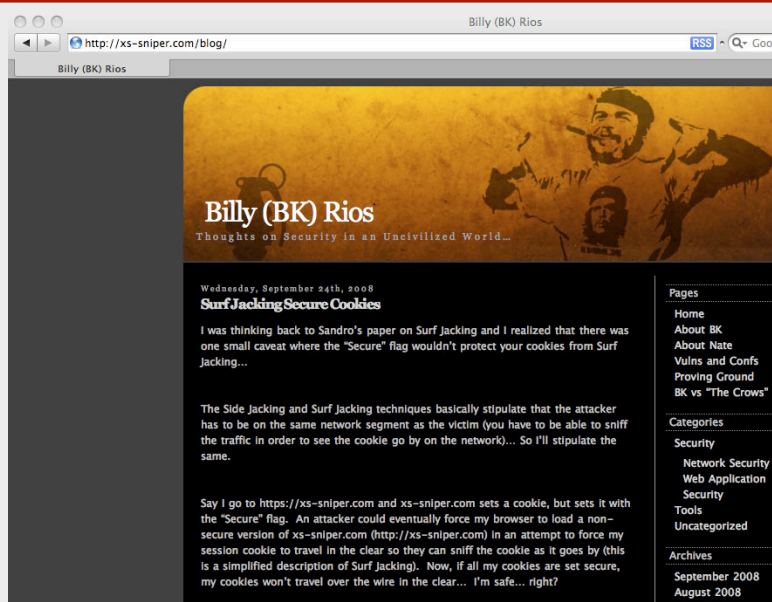 Billy (BK) Rios
http://xs-sniper.com/blog/
RSS
Goo
Billy (BK) Rios
Billy (BK) Rios
Thoughts on Security in an Uncivilized World...
Wednesday, September 24th, 2008
Surf Jacking Secure Cookies
I was thinking back to Sandro's paper on Surf Jacking and I realized that there was
one small caveat where the “Secure” flag wouldn't protect your cookies from Surf
Jacking...
The Side Jacking and Surf Jacking techniques basically stipulate that the attacker
has to be on the same network segment as the victim (you have to be able to sniff
the traffic in order to see the cookie go by on the network)... So I'll stipulate the
same.
Say I go to https://xs-sniper.com and xs-sniper.com sets a cookie, but sets it with
the “Secure” flag. An attacker could eventually force my browser to load a non-
secure version of xs-sniper.com (http://xs-sniper.com) in an attempt to force my
session cookie to travel in the clear so they can sniff the cookie as it goes by (this
is a simplified description of Surf Jacking). Now, if all my cookies are set secure,
my cookies won't travel over the wire in the clear... I'm safe... right?
Pages
Home
About BK
About Nate
Vulns and Confs
Proving Ground
BK vs “The Crows”
Categories
Security
Network Security
Web Application
Security
Tools
Uncategorized
Archives
September 2008
August 2008